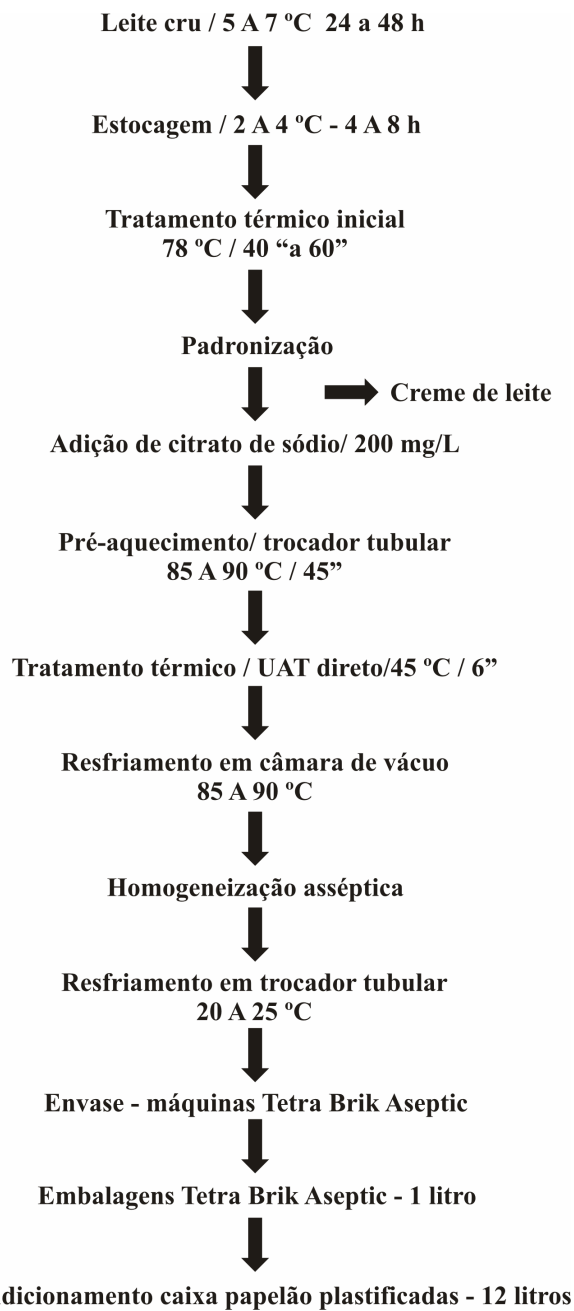 Leite cru / 5 A 7 ºC 24 a 48 h
Estocagem / 2 A 4 ºC - 4 A 8 h
Tratamento térmico inicial
78 ºC / 40 “a 60”
Padronização
Creme de leite
Adição de citrato de sódio/ 200 mg/L
Pré-aquecimento/ trocador tubular
85 A 90 ºC / 45”
Tratamento térmico / UAT direto/45 ºC / 6”
Resfriamento em câmara de vácuo
85 A 90 ºC
Homogeneização asséptica
Resfriamento em trocador tubular
20 A 25 ºC
Envase - máquinas Tetra Brik Aseptic
Embalagens Tetra Brik Aseptic - 1 litro
dicionamento caixa papelão plastificadas - 12 litros